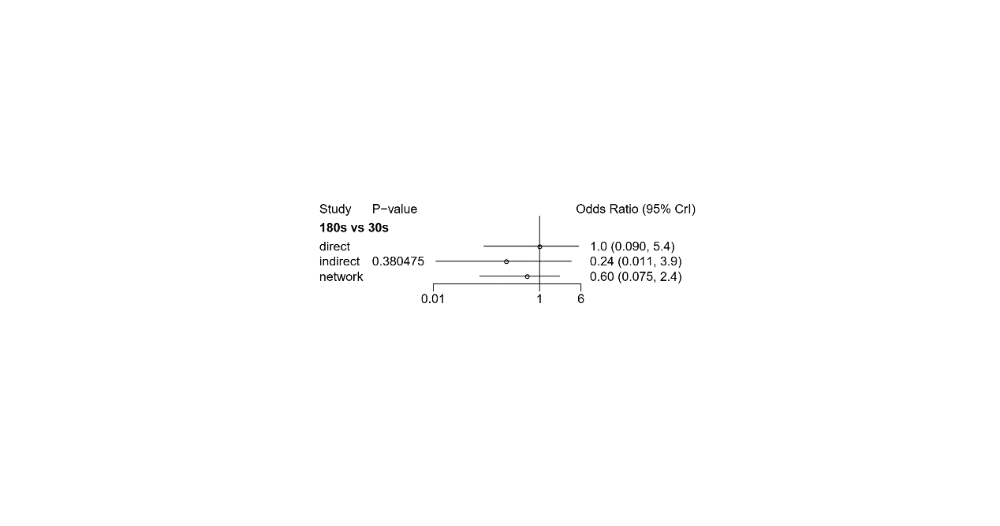 Study P−value Odds Ratio (95% CrI)
180s vs 30s
direct 1.0 (0.090, 5.4)
indirect 0.380475 0.24 (0.011, 3.9)
network 0.60 (0.075, 2.4)
0.01 1 6